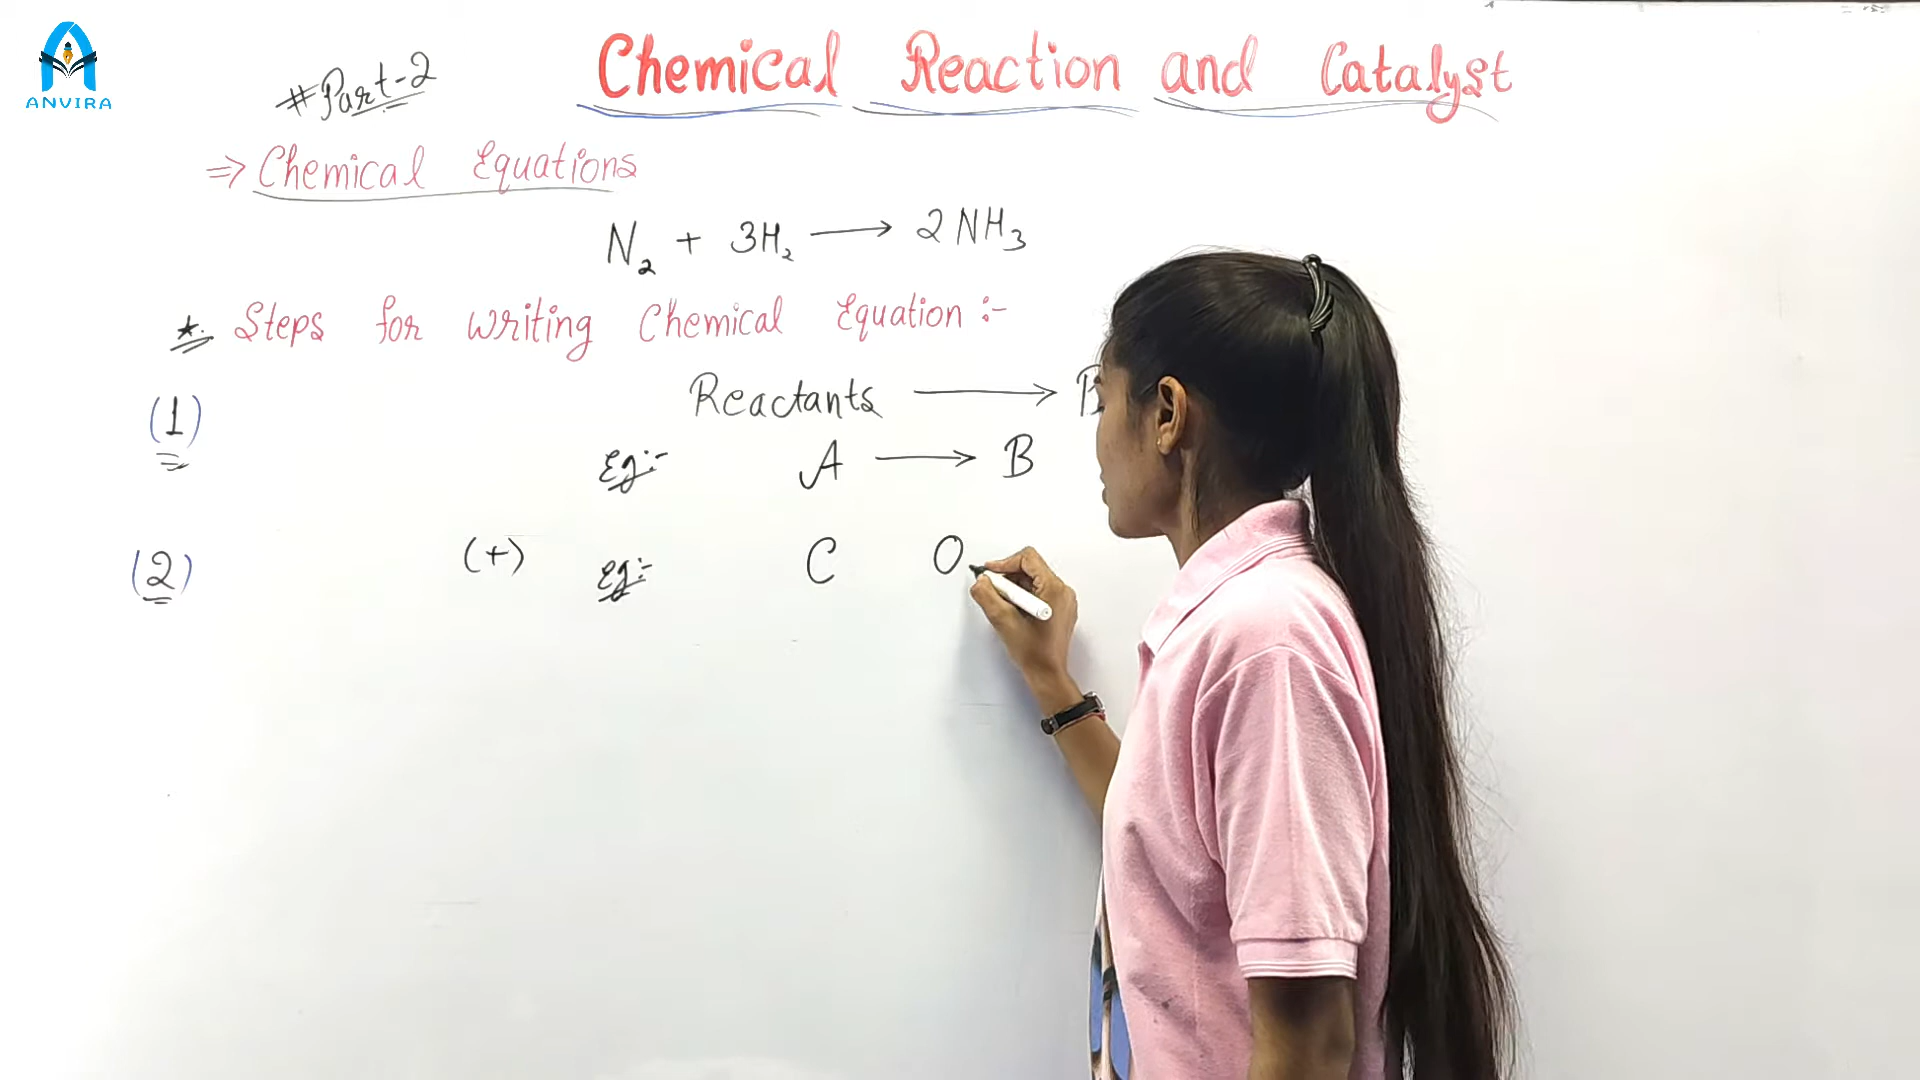 ANVIRA
#Part-2
Chemical Reaction and Catalyst
⇒ Chemical Equations
N₂ + 3H₂ ⟶ 2NH₃
★. Steps for writing Chemical Equation :-
(1) Reactants ⟶
Eg:- A ⟶ B
(2) (+) Eg:- C O